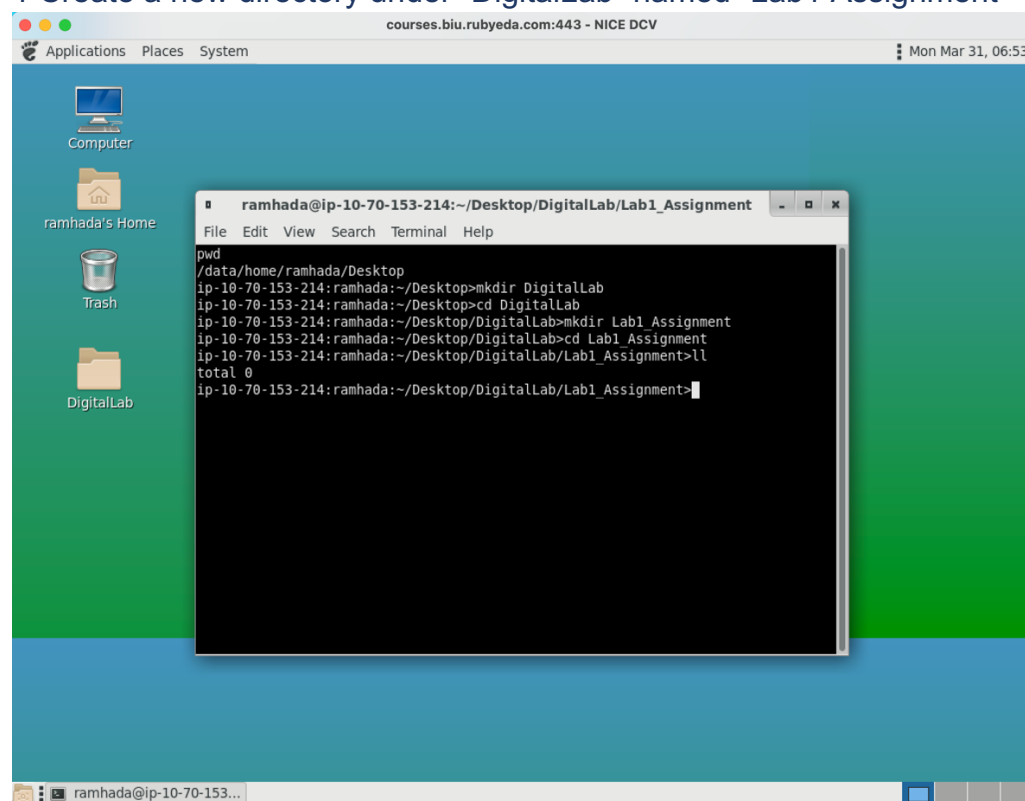 Create a new directory under
named
courses.biu.rubyeda.com:443 - NICE DCV
Applications Places System
Mon Mar 31, 06:53
Computer
ramhada's Home
Trash
DigitalLab
ramhada@ip-10-70-153-214:~/Desktop/DigitalLab/Lab1_Assignment
File Edit View Search Terminal Help
pwd
/data/home/ramhada/Desktop
ip-10-70-153-214:ramhada:~/Desktop>mkdir DigitalLab
ip-10-70-153-214:ramhada:~/Desktop>cd DigitalLab
ip-10-70-153-214:ramhada:~/Desktop/DigitalLab>mkdir Lab1_Assignment
ip-10-70-153-214:ramhada:~/Desktop/DigitalLab>cd Lab1_Assignment
ip-10-70-153-214:ramhada:~/Desktop/DigitalLab/Lab1_Assignment>ll
total 0
ip-10-70-153-214:ramhada:~/Desktop/DigitalLab/Lab1_Assignment>
ramhada@ip-10-70-153...